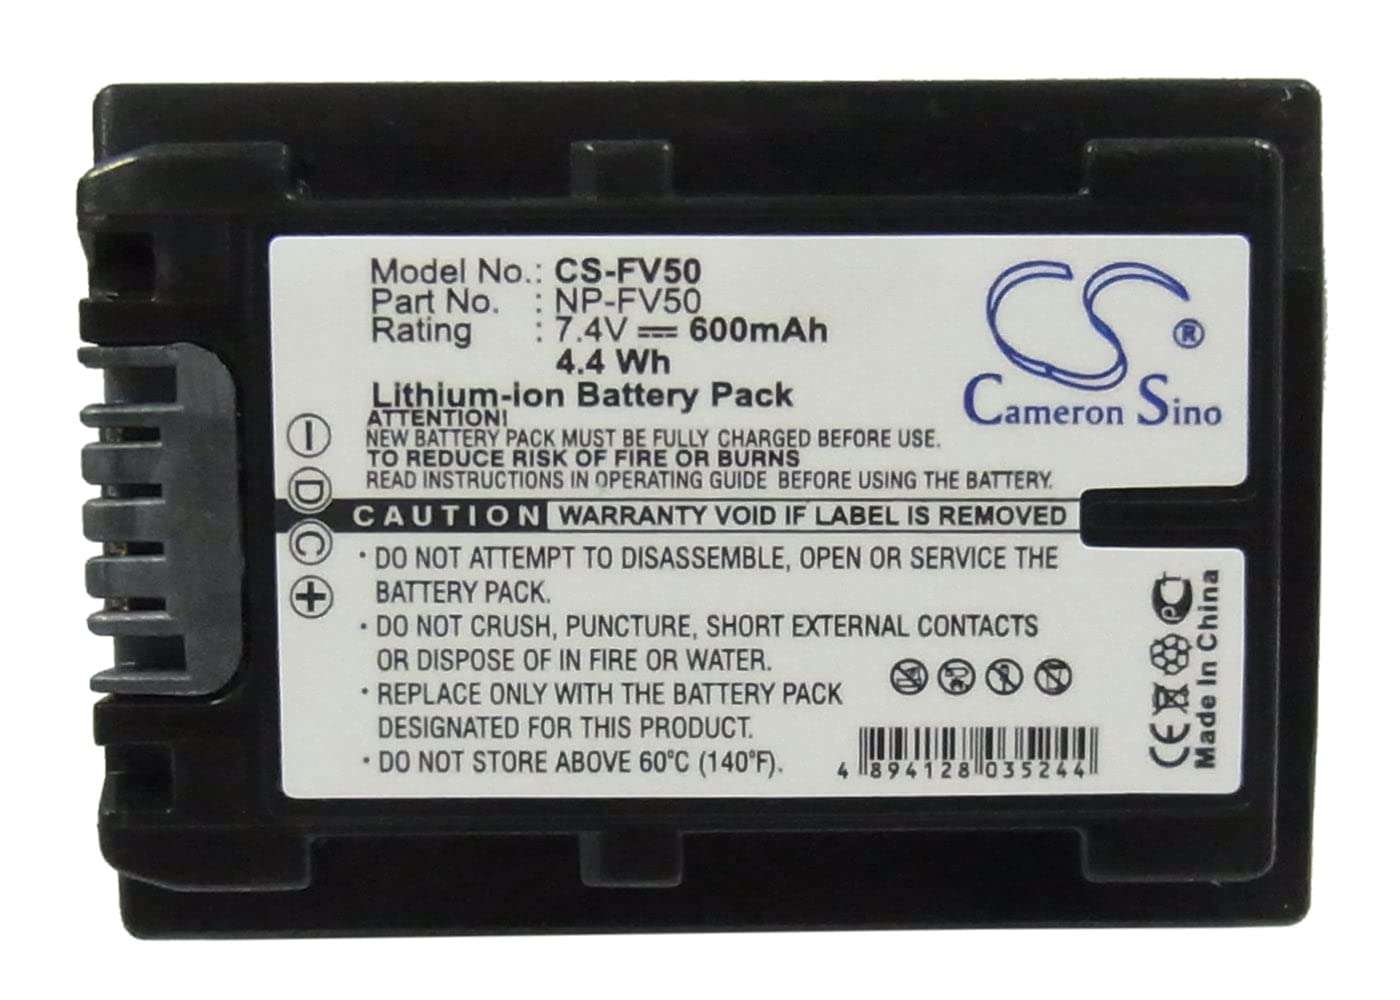 Model No. : CS-FV50
Part No. : NP-FV50
Rating : 7.4V 600mAh
4.4 Wh
Lithium-ion Battery Pack
ATTENTION!
NEW BATTERY PACK MUST BE FULLY CHARGED BEFORE USE.
TO REDUCE RISK OF FIRE OR BURNS
READ INSTRUCTIONS IN OPERATING GUIDE BEFORE USING THE BATTERY.
CS ®
Cameron Sino
− D C +
CAUTION WARRANTY VOID IF LABEL IS REMOVED
• DO NOT ATTEMPT TO DISASSEMBLE, OPEN OR SERVICE THE
BATTERY PACK.
• DO NOT CRUSH, PUNCTURE, SHORT EXTERNAL CONTACTS
OR DISPOSE OF IN FIRE OR WATER.
• REPLACE ONLY WITH THE BATTERY PACK
DESIGNATED FOR THIS PRODUCT.
• DO NOT STORE ABOVE 60°C (140°F).
4 894128 035244
CE
Made In China